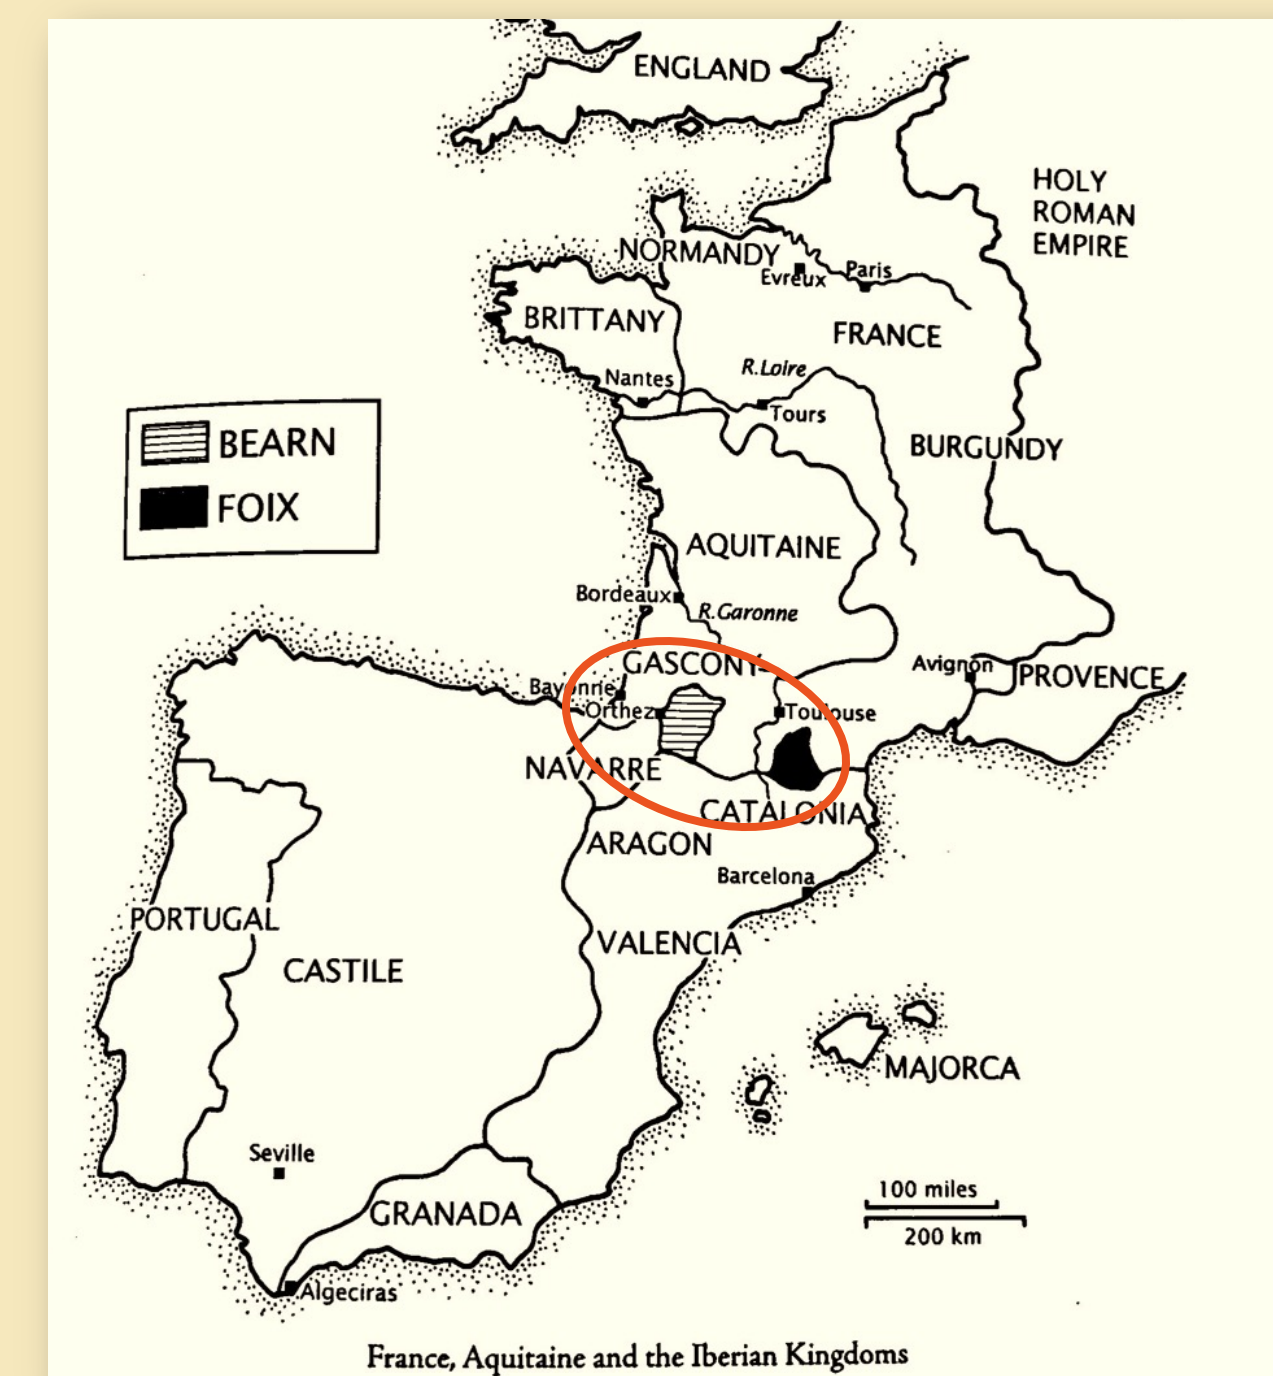 ENGLAND
HOLY
ROMAN
EMPIRE
NORMANDY
Evreux
Paris
BRITTANY
FRANCE
Nantes
R.Loire
Tours
BURGUNDY
BEARN
FOIX
AQUITAINE
Bordeaux
R.Garonne
GASCONY
Avignon
PROVENCE
Bayonne
Orthez
Toulouse
NAVARRE
CATALONIA
ARAGON
Barcelona
PORTUGAL
VALENCIA
CASTILE
MAJORCA
Seville
100 miles
200 km
GRANADA
Algeciras
France, Aquitaine and the Iberian Kingdoms